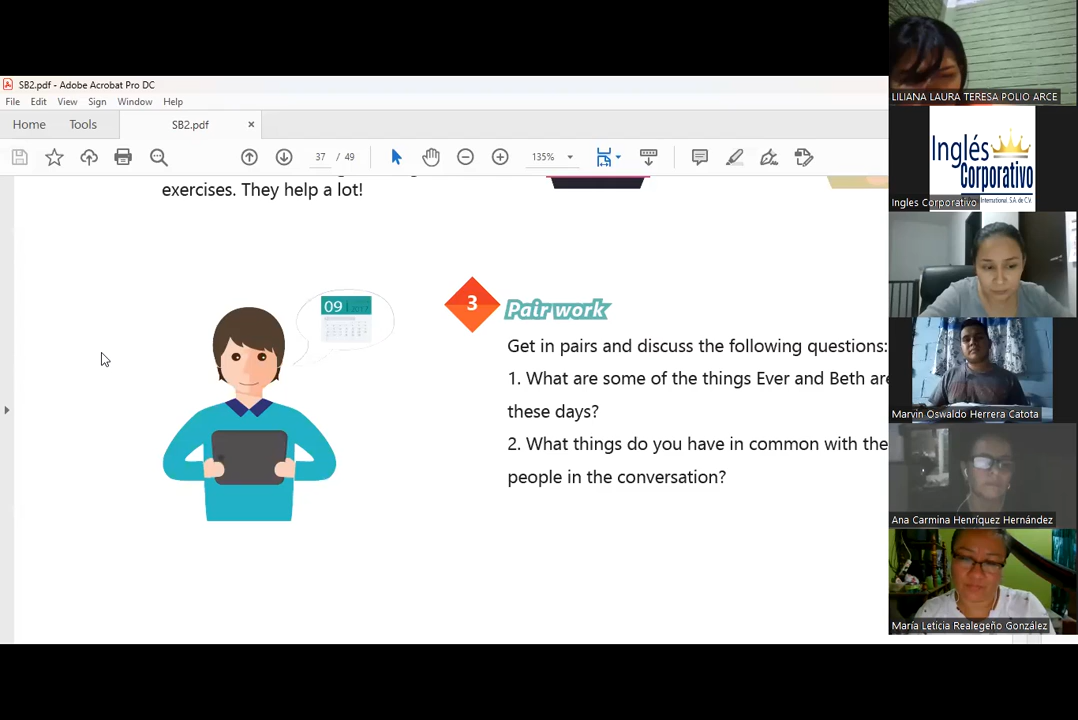 SB2.pdf - Adobe Acrobat Pro DC
File Edit View Sign Window Help
Home Tools SB2.pdf ×
37 / 49 135%
exercises. They help a lot!
09 2017
3 Pair work
Get in pairs and discuss the following questions:
1. What are some of the things Ever and Beth are
these days?
2. What things do you have in common with the
people in the conversation?
LILIANA LAURA TERESA POLIO ARCE
Inglés
Corporativo
International, S.A. de C.V.
Ingles Corporativo
Marvin Oswaldo Herrera Catota
Ana Carmina Henríquez Hernández
María Leticia Realegeño González